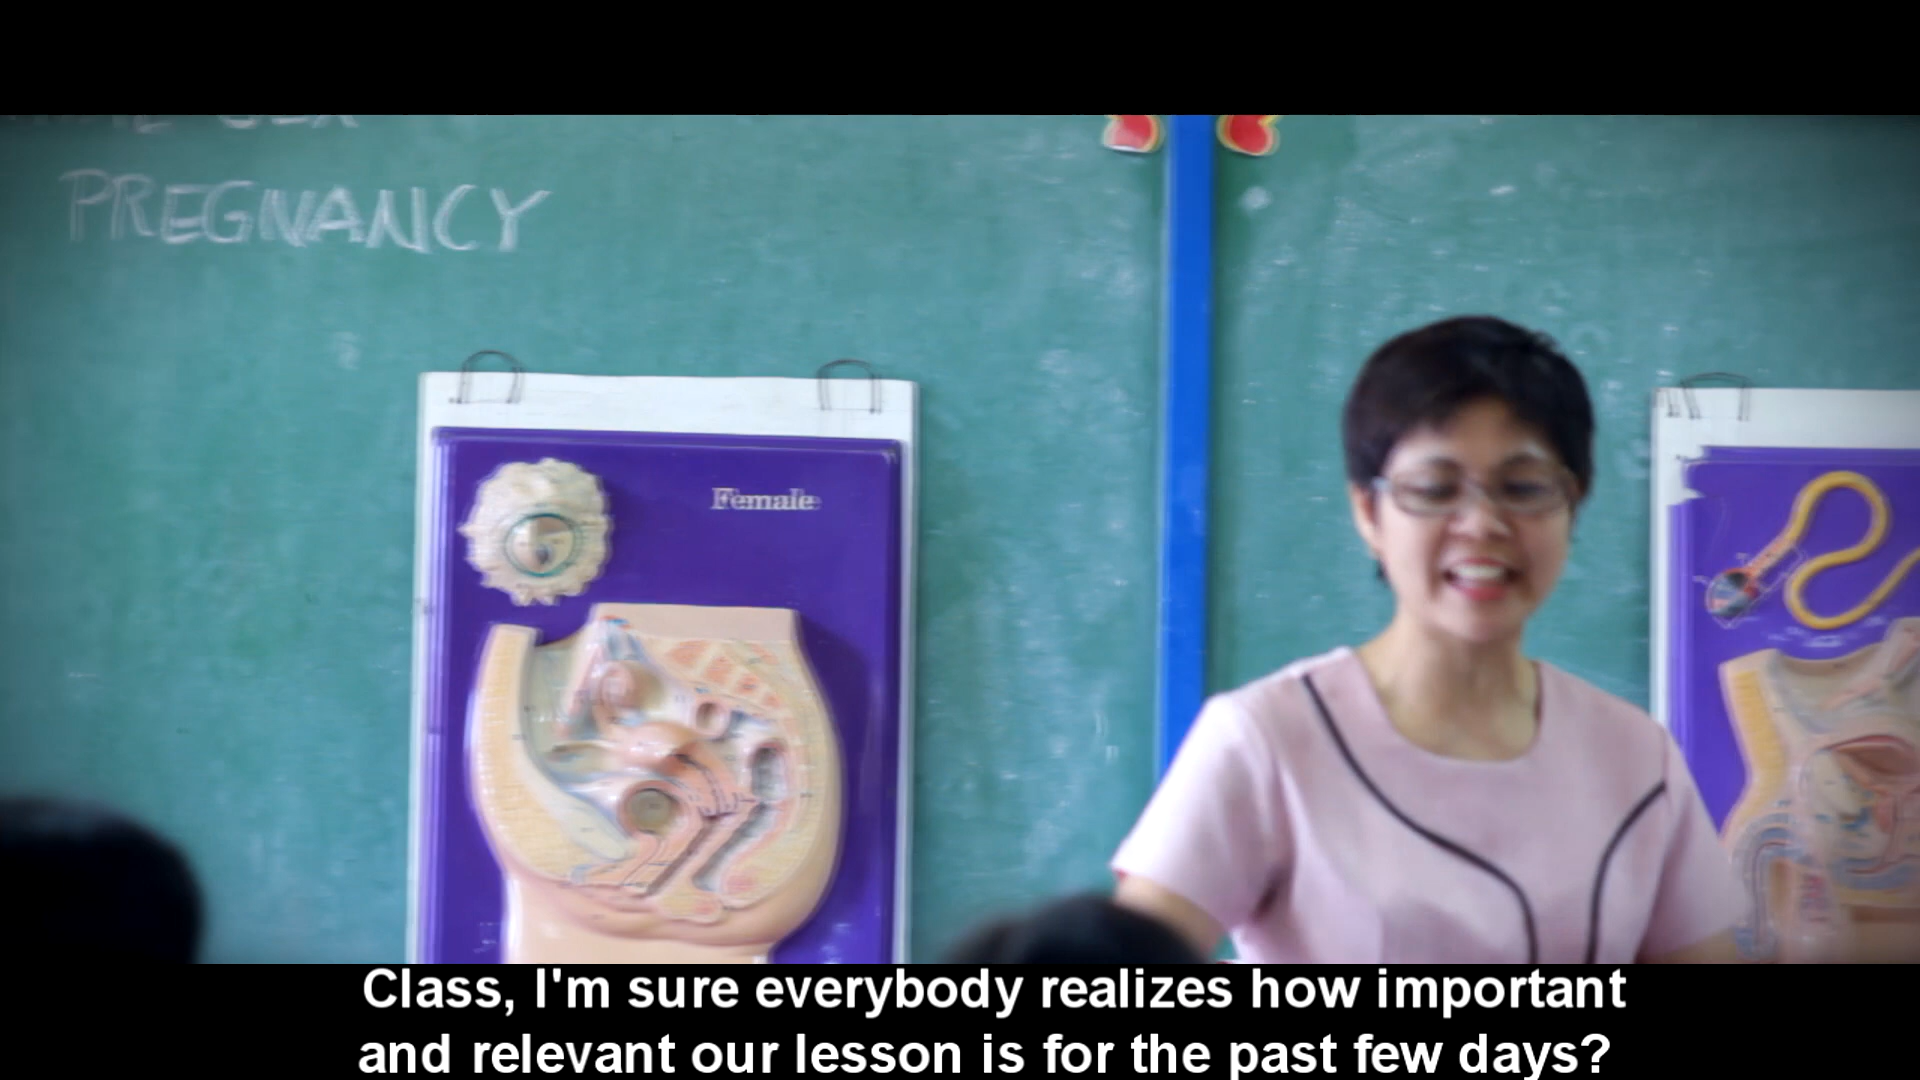 PREGNANCY
Female
Class, I'm sure everybody realizes how important
and relevant our lesson is for the past few days?